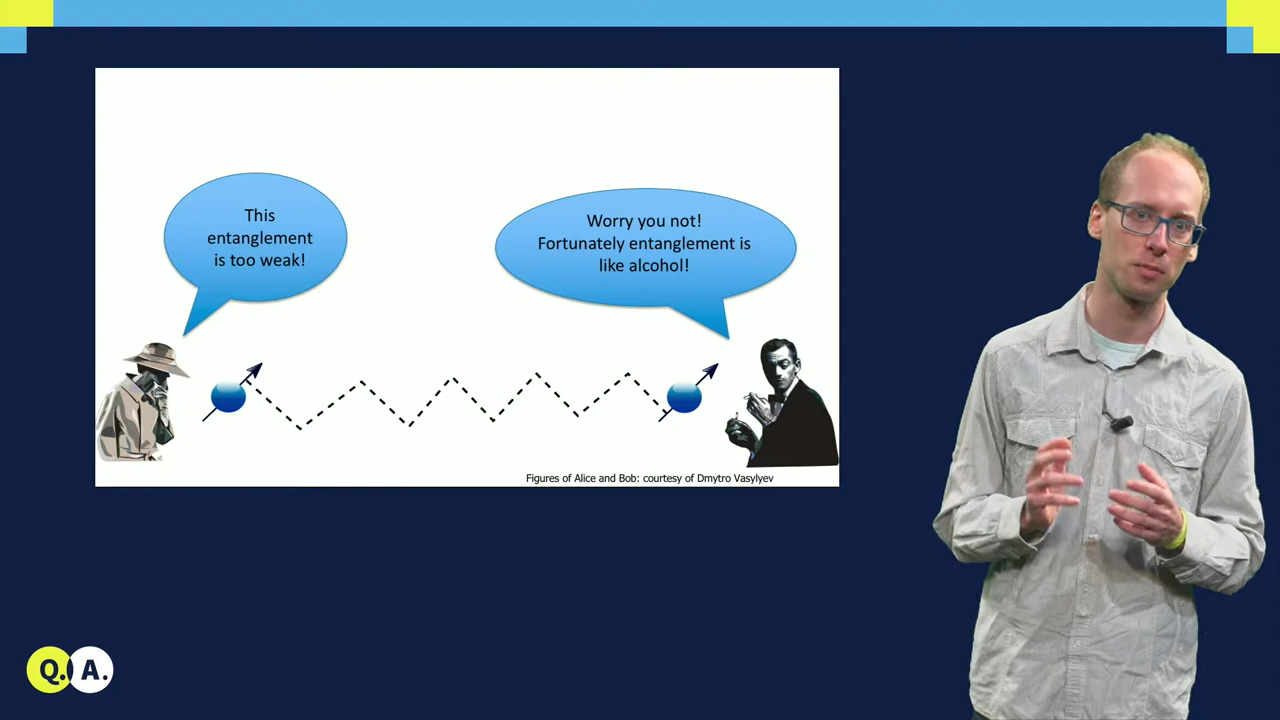 This
entanglement
is too weak!
Worry you not!
Fortunately entanglement is
like alcohol!
Figures of Alice and Bob: courtesy of Dmytro Vasylyev
Q. A.